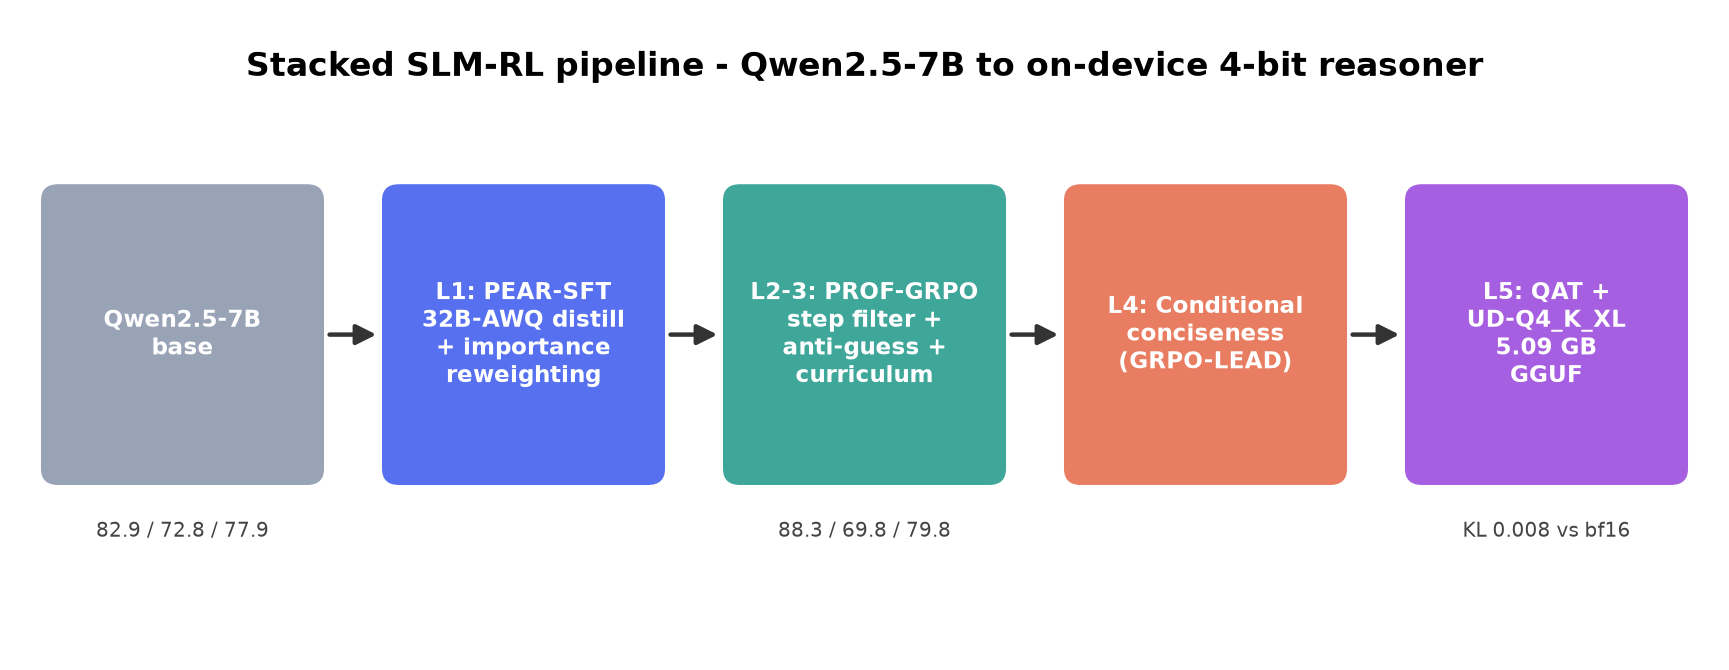 Stacked SLM-RL pipeline - Qwen2.5-7B to on-device 4-bit reasoner
Qwen2.5-7B
base
L1: PEAR-SFT
32B-AWQ distill
+ importance
reweighting
L2-3: PROF-GRPO
step filter +
anti-guess +
curriculum
L4: Conditional
conciseness
(GRPO-LEAD)
L5: QAT +
UD-Q4_K_XL
5.09 GB
GGUF
82.9 / 72.8 / 77.9
88.3 / 69.8 / 79.8
KL 0.008 vs bf16